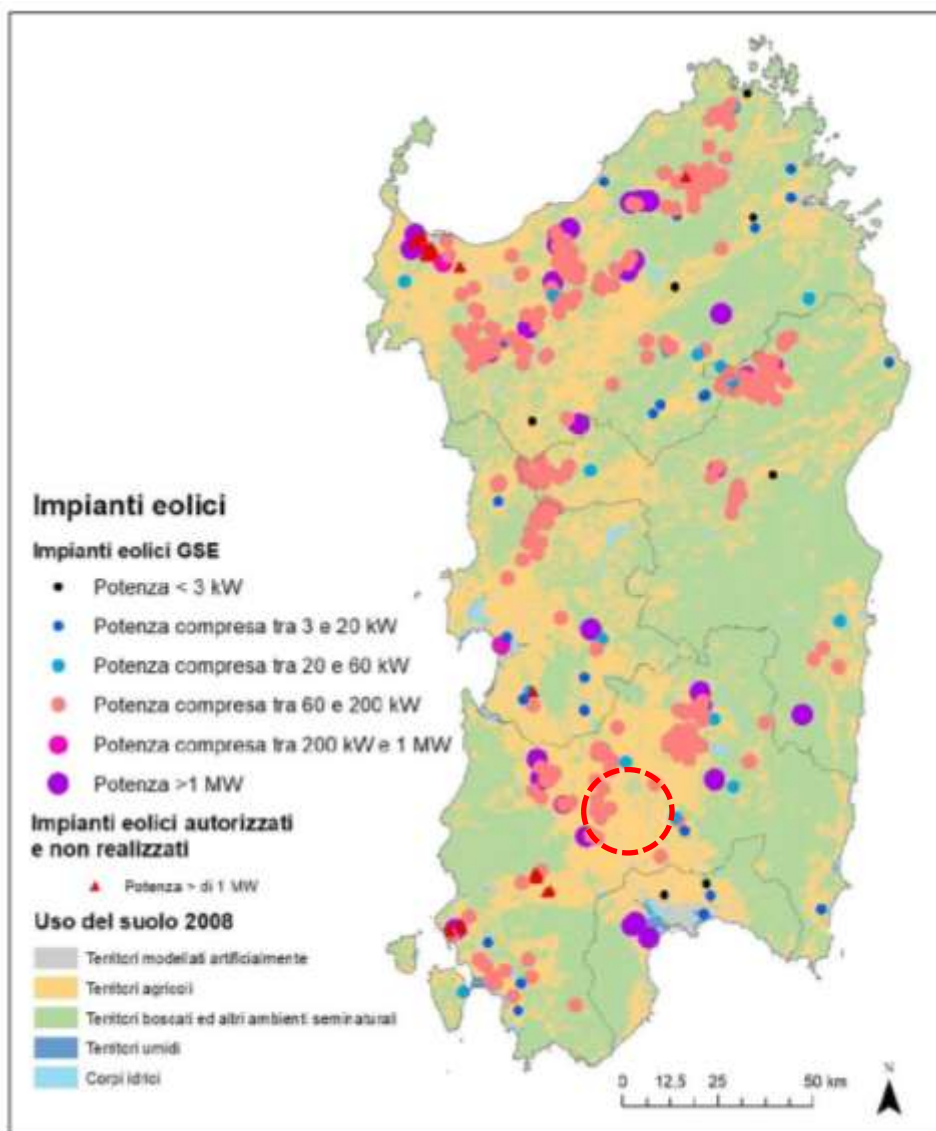 Impianti eolici
Impianti eolici GSE
Potenza < 3 kW
Potenza compresa tra 3 e 20 kW
Potenza compresa tra 20 e 60 kW
Potenza compresa tra 60 e 200 kW
Potenza compresa tra 200 kW e 1 MW
Potenza >1 MW
Impianti eolici autorizzati
e non realizzati
Potenza > di 1 MW
Uso del suolo 2008
Territori modellati artificialmente
Territori agricoli
Territori boscati ed altri ambienti seminaturali
Territori umidi
Corpi idrici
0 12,5 25 50 km
N